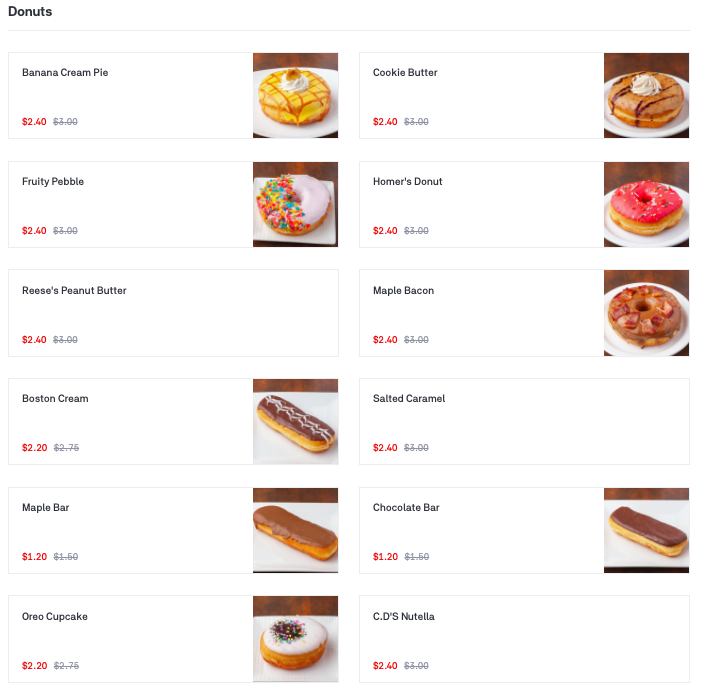 Donuts
Banana Cream Pie
$2.40 $3.00
Cookie Butter
$2.40 $3.00
Fruity Pebble
$2.40 $3.00
Homer's Donut
$2.40 $3.00
Reese's Peanut Butter
$2.40 $3.00
Maple Bacon
$2.40 $3.00
Boston Cream
$2.20 $2.75
Salted Caramel
$2.40 $3.00
Maple Bar
$1.20 $1.50
Chocolate Bar
$1.20 $1.50
Oreo Cupcake
$2.20 $2.75
C.D'S Nutella
$2.40 $3.00